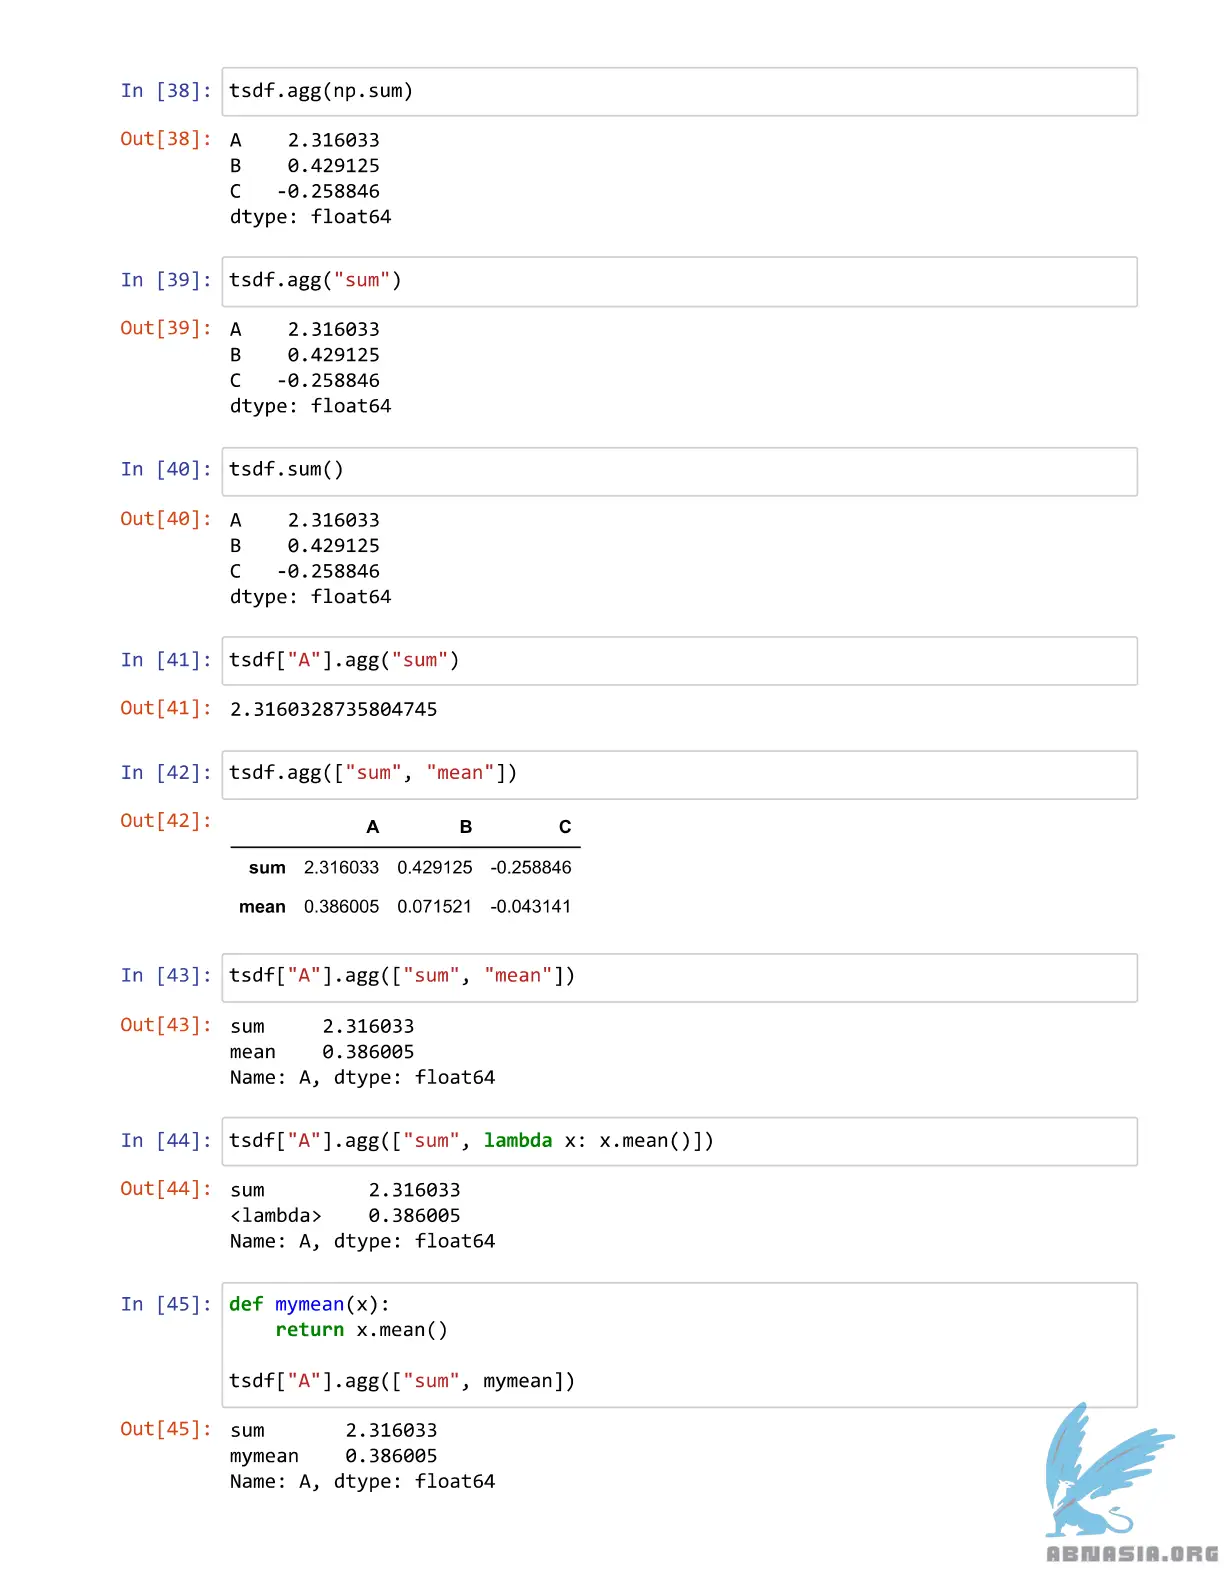 In [38]: tsdf.agg(np.sum)
Out[38]: A    2.316033
B    0.429125
C   -0.258846
dtype: float64
In [39]: tsdf.agg("sum")
Out[39]: A    2.316033
B    0.429125
C   -0.258846
dtype: float64
In [40]: tsdf.sum()
Out[40]: A    2.316033
B    0.429125
C   -0.258846
dtype: float64
In [41]: tsdf["A"].agg("sum")
Out[41]: 2.3160328735804745
In [42]: tsdf.agg(["sum", "mean"])
Out[42]:
A B C
sum 2.316033 0.429125 -0.258846
mean 0.386005 0.071521 -0.043141
In [43]: tsdf["A"].agg(["sum", "mean"])
Out[43]: sum     2.316033
mean    0.386005
Name: A, dtype: float64
In [44]: tsdf["A"].agg(["sum", lambda x: x.mean()])
Out[44]: sum         2.316033
<lambda>    0.386005
Name: A, dtype: float64
In [45]: def mymean(x):
    return x.mean()
tsdf["A"].agg(["sum", mymean])
Out[45]: sum       2.316033
mymean    0.386005
Name: A, dtype: float64
ABNASIA.ORG